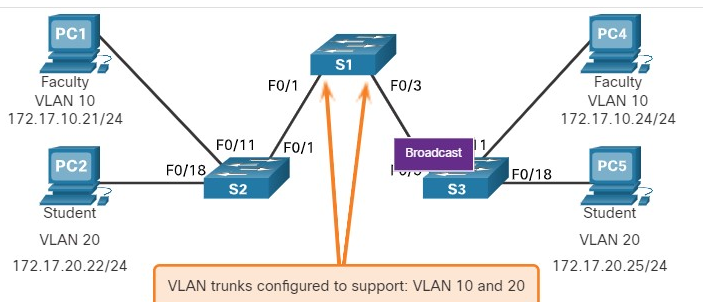 PC1
Faculty
VLAN 10
172.17.10.21/24
S1
F0/1
F0/3
PC4
Faculty
VLAN 10
172.17.10.24/24
F0/11
F0/1
Broadcast
PC2
F0/18
S2
S3
F0/18
PC5
Student
VLAN 20
172.17.20.22/24
Student
VLAN 20
172.17.20.25/24
VLAN trunks configured to support: VLAN 10 and 20